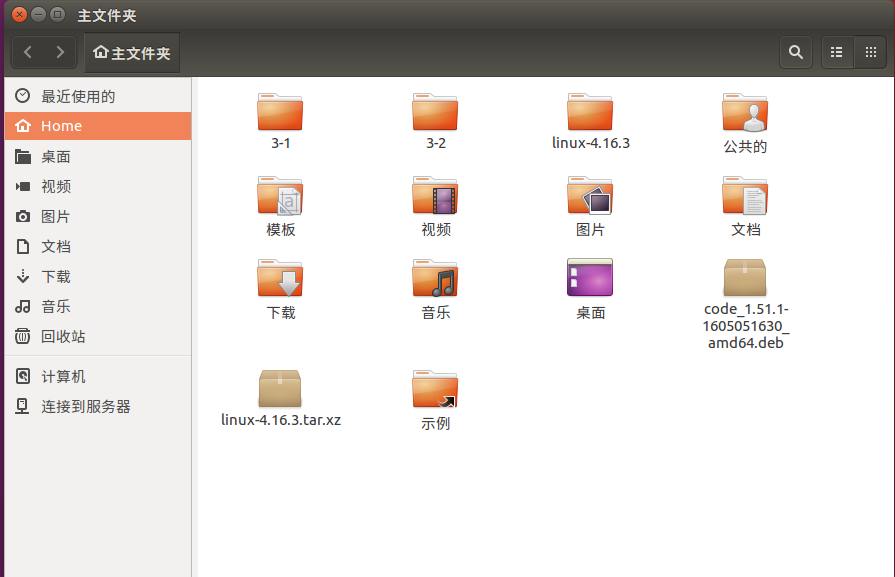 主文件夹
主文件夹
最近使用的
Home
桌面
视频
图片
文档
下载
音乐
回收站
计算机
连接到服务器
3-1
3-2
linux-4.16.3
公共的
模板
视频
图片
文档
下载
音乐
桌面
code_1.51.1-
1605051630_
amd64.deb
linux-4.16.3.tar.xz
示例